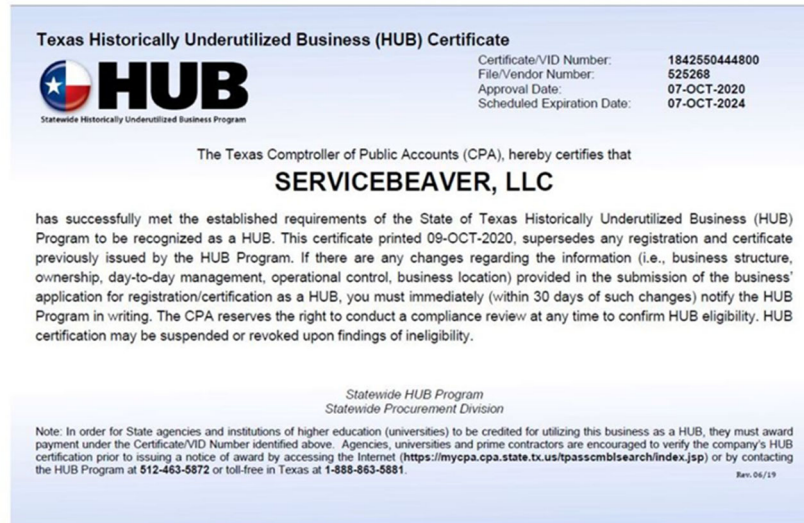 Texas Historically Underutilized Business (HUB) Certificate
HUB
Statewide Historically Underutilized Business Program
Certificate/VID Number: 1842550444800
File/Vendor Number: 525268
Approval Date: 07-OCT-2020
Scheduled Expiration Date: 07-OCT-2024
The Texas Comptroller of Public Accounts (CPA), hereby certifies that
SERVICEBEAVER, LLC
has successfully met the established requirements of the State of Texas Historically Underutilized Business (HUB)
Program to be recognized as a HUB. This certificate printed 09-OCT-2020, supersedes any registration and certificate
previously issued by the HUB Program. If there are any changes regarding the information (i.e., business structure,
ownership, day-to-day management, operational control, business location) provided in the submission of the business'
application for registration/certification as a HUB, you must immediately (within 30 days of such changes) notify the HUB
Program in writing. The CPA reserves the right to conduct a compliance review at any time to confirm HUB eligibility. HUB
certification may be suspended or revoked upon findings of ineligibility.
Statewide HUB Program
Statewide Procurement Division
Note: In order for State agencies and institutions of higher education (universities) to be credited for utilizing this business as a HUB, they must award
payment under the Certificate/VID Number identified above. Agencies, universities and prime contractors are encouraged to verify the company's HUB
certification prior to issuing a notice of award by accessing the Internet (https://mycpa.cpa.state.tx.us/tpasscmblsearch/index.jsp) or by contacting
the HUB Program at 512-463-5872 or toll-free in Texas at 1-888-863-5881.
Rev. 06/19